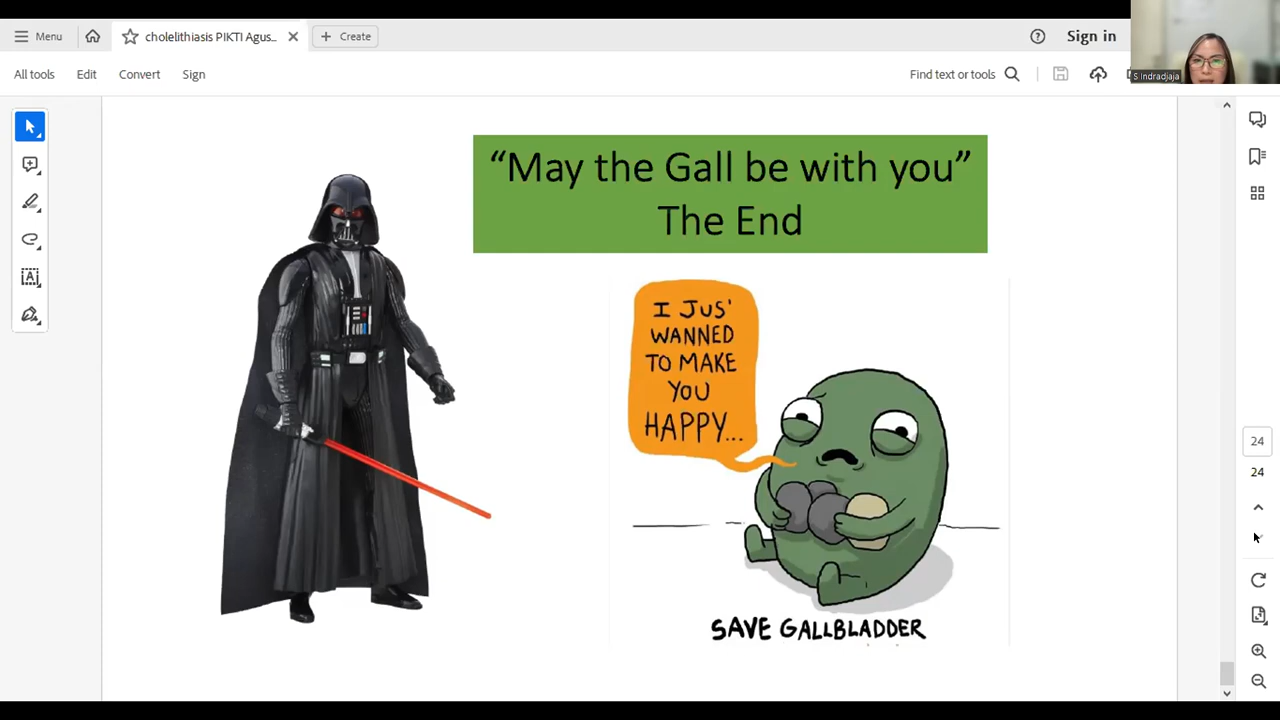 Menu
cholelithiasis PIKTI Agus...
Create
Sign in
All tools
Edit
Convert
Sign
Find text or tools
S Indradjaja
“May the Gall be with you”
The End
I JUS'
WANNED
TO MAKE
YOU
HAPPY...
SAVE GALLBLADDER
24
24